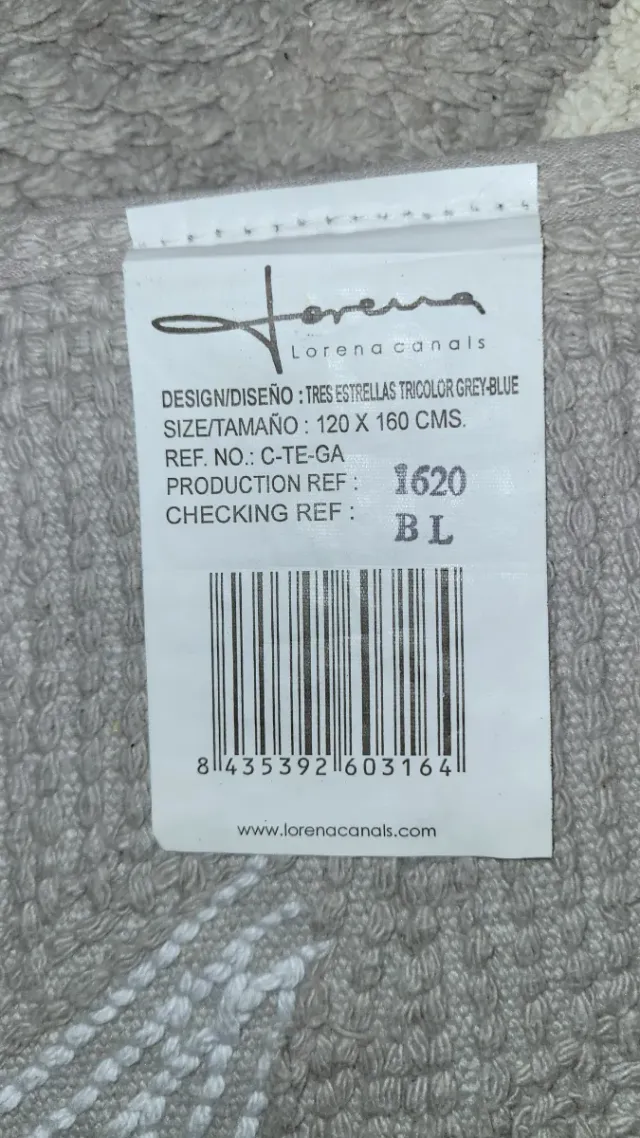 Lorena
Lorena canals
DESIGN/DISEÑO : TRES ESTRELLAS TRICOLOR GREY-BLUE
SIZE/TAMAÑO : 120 X 160 CMS.
REF. NO.: C-TE-GA
PRODUCTION REF : 1620
CHECKING REF : BL
8 435392 603164
www.lorenacanals.com